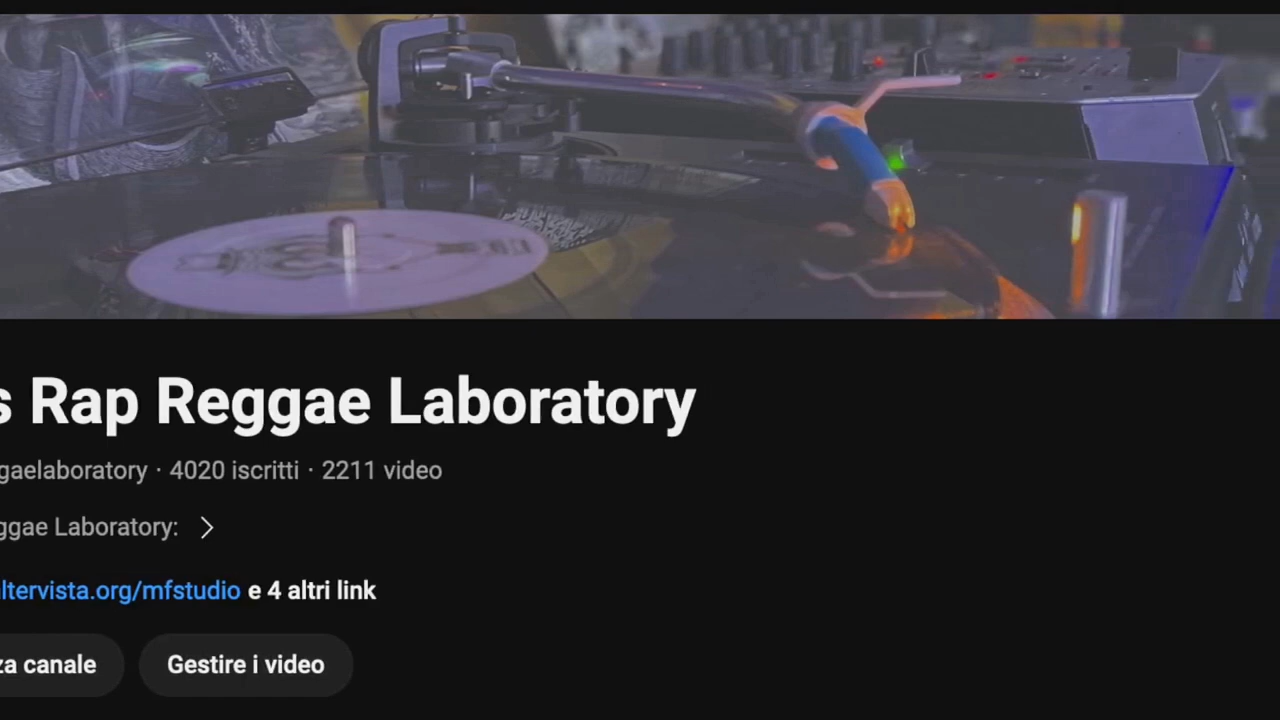 s Rap Reggae Laboratory
gaelaboratory · 4020 iscritti · 2211 video
ggae Laboratory:
ltervista.org/mfstudio e 4 altri link
za canale
Gestire i video